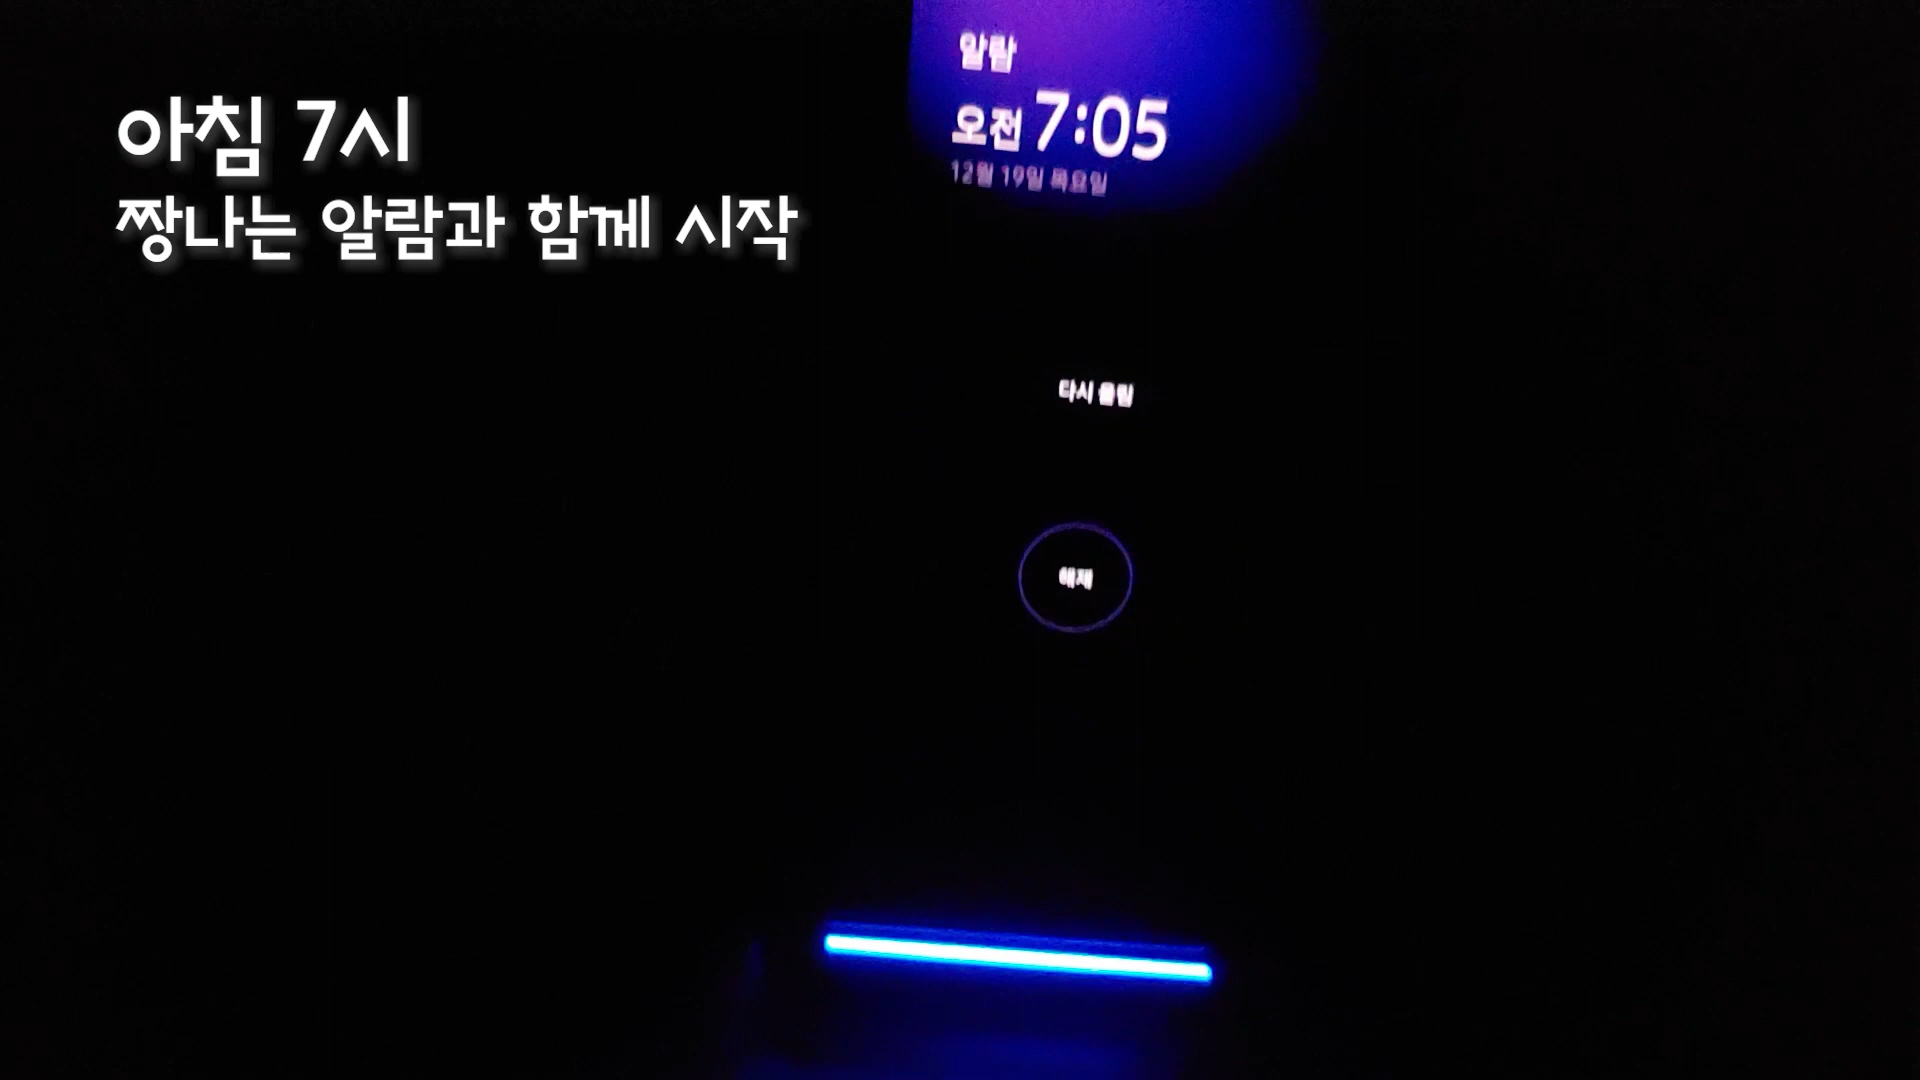 아침 7시
짱나는 알람과 함께 시작
알람
오전 7:05
12월 19일 목요일
다시 울림
해제